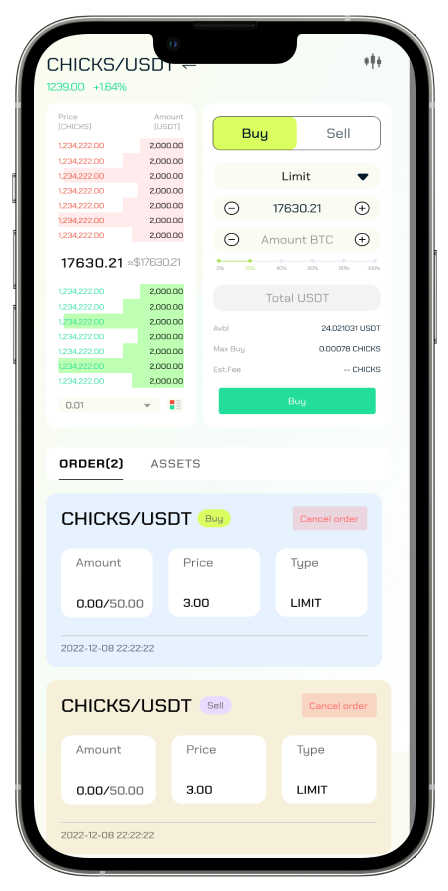 CHICKS/USDT ←
1239.00 +1.64%
Price Amount
(CHICKS) (USDT)
1,234,222.00 2,000.00
1,234,222.00 2,000.00
1,234,222.00 2,000.00
1,234,222.00 2,000.00
1,234,222.00 2,000.00
1,234,222.00 2,000.00
1,234,222.00 2,000.00
17630.21 ≈$17630.21
1,234,222.00 2,000.00
1,234,222.00 2,000.00
1,234,222.00 2,000.00
1,234,222.00 2,000.00
1,234,222.00 2,000.00
1,234,222.00 2,000.00
1,234,222.00 2,000.00
0.01
Buy Sell
Limit
17630.21
Amount BTC
0% 20% 40% 60% 80% 100%
Total USDT
Avbl 24.021031 USDT
Max Buy 0.00078 CHICKS
Est.Fee -- CHICKS
Buy
ORDER(2) ASSETS
CHICKS/USDT Buy Cancel order
Amount Price Type
0.00/50.00 3.00 LIMIT
2022-12-08 22:22:22
CHICKS/USDT Sell Cancel order
Amount Price Type
0.00/50.00 3.00 LIMIT
2022-12-08 22:22:22